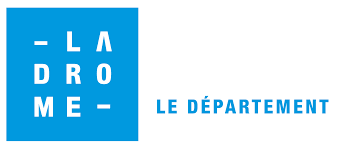 – LA
DRO
ME –
LE DÉPARTEMENT